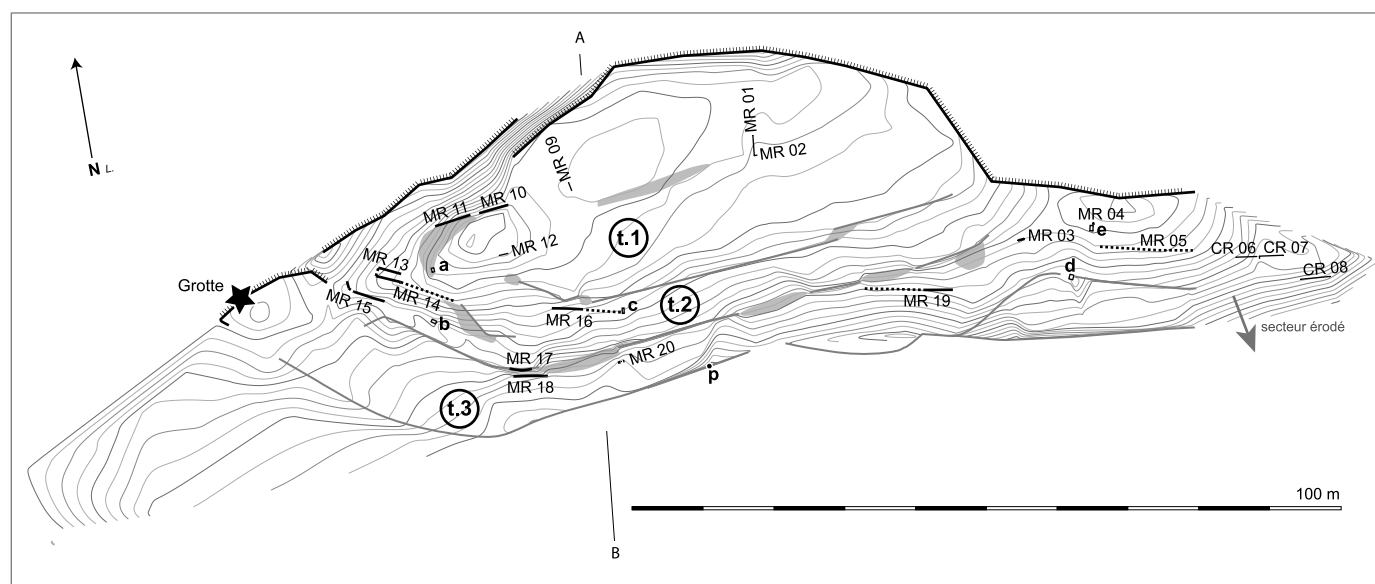 A
MR 01
MR 02
MR 09
MR 10
MR 11
MR 12
N L.
MR 04
e
MR 03
MR 05
CR 06
CR 07
CR 08
t.1
a
MR 13
Grotte
MR 14
MR 15
b
d
c
t.2
MR 16
MR 19
secteur érodé
MR 20
MR 17
MR 18
p
t.3
100 m
B